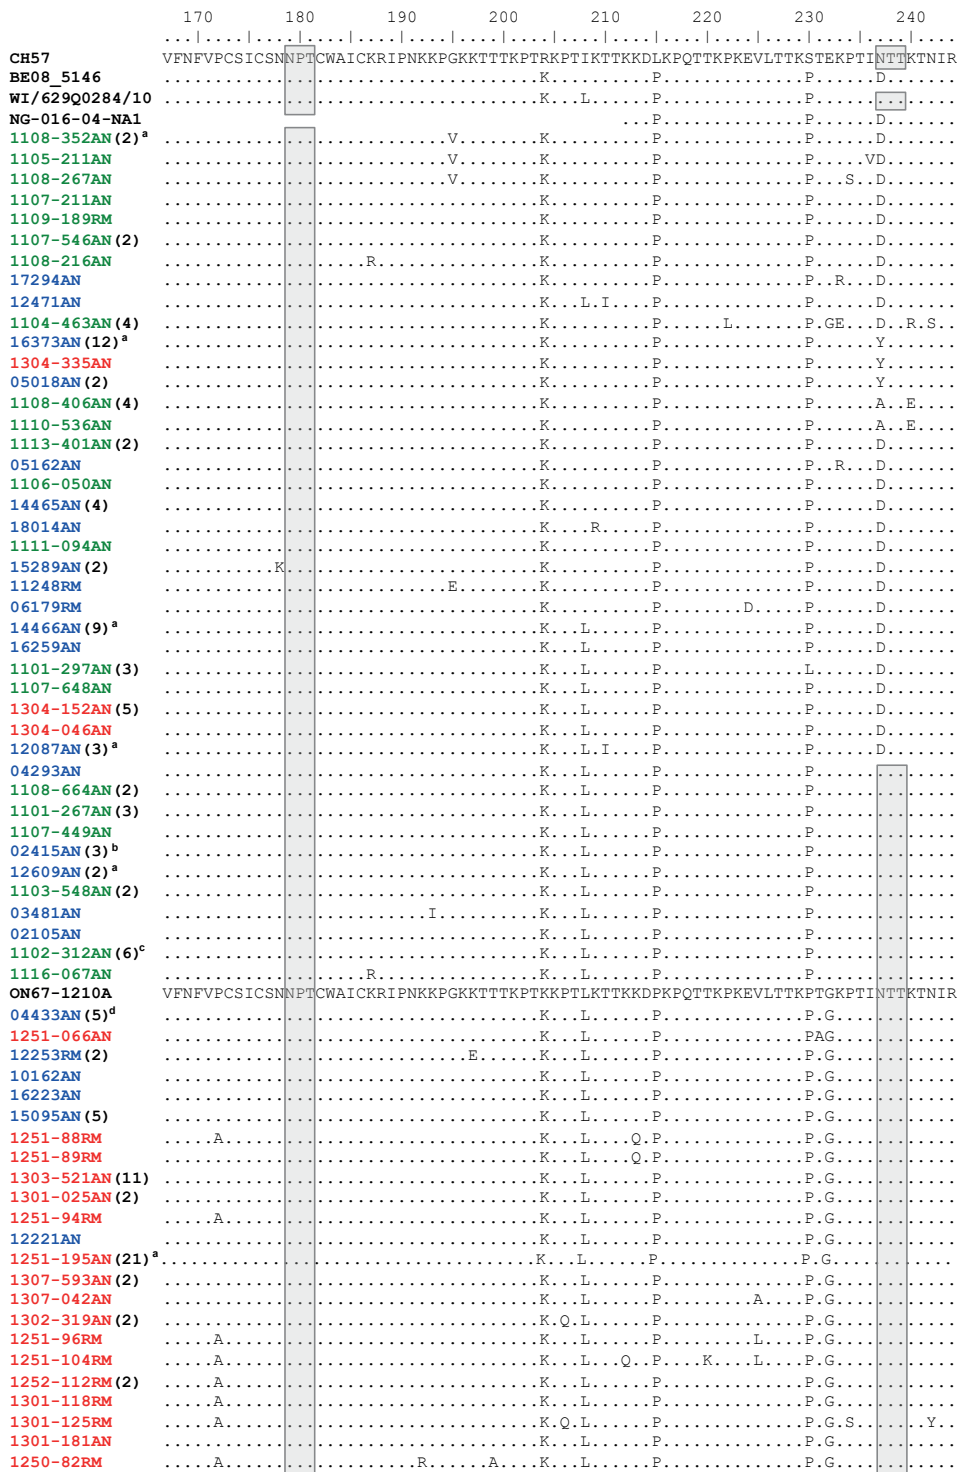 170 180 190 200 210 220 230 240
...|....|....|....|....|....|....|....|....|....|....|....|....|....|....|....
CH57 VFNFVPCSICSNNPTCWAICKRIPNKKPGKKTTTKPTRKPTIKTTKKDLKPQTTKPKEVLTTKSTEKPTINTTKTNIR
BE08_5146 .....................................K..........P..............P......D.......
WI/629Q0284/10 .....................................K...L......P..............P..............
NG-016-04-NA1 ...P..............P......D.......
1108-352AN(2)ᵃ ............................V........K..........P..............P......D.......
1105-211AN ............................V........K..........P..............P.....VD.......
1108-267AN ............................V........K..........P..............P...S..D.......
1107-211AN .....................................K..........P..............P......D.......
1109-189RM .....................................K..........P..............P......D.......
1107-546AN(2) .....................................K..........P..............P......D.......
1108-216AN ....................R................K..........P..............P......D.......
17294AN .....................................K..........P..............P..R...D.......
12471AN .....................................K...L.I....P..............P......D.......
1104-463AN(4) .....................................K..........P......L.......P.GE...D..R.S..
16373AN(12)ᵃ .....................................K..........P..............P......Y.......
1304-335AN .....................................K..........P..............P......Y.......
05018AN(2) .....................................K..........P..............P......Y.......
1108-406AN(4) .....................................K..........P..............P......A..E....
1110-536AN .....................................K..........P..............P......A..E....
1113-401AN(2) .....................................K..........P..............P......D.......
05162AN .....................................K..........P..............P..R...D.......
1106-050AN .....................................K..........P..............P......D.......
14465AN(4) .....................................K..........P..............P......D.......
18014AN .....................................K....R.....P..............P......D.......
1111-094AN .....................................K..........P..............P......D.......
15289AN(2) ...........K.........................K..........P..............P......D.......
11248RM ............................E........K..........P..............P......D.......
06179RM .....................................K..........P........D.....P......D.......
14466AN(9)ᵃ .....................................K...L......P..............P......D.......
16259AN .....................................K...L......P..............P......D.......
1101-297AN(3) .....................................K...L......P..............L......D.......
1107-648AN .....................................K...L......P..............P......D.......
1304-152AN(5) .....................................K...L......P..............P......D.......
1304-046AN .....................................K...L......P..............P......D.......
12087AN(3)ᵃ .....................................K...L.I....P..............P......D.......
04293AN .....................................K...L......P..............P..............
1108-664AN(2) .....................................K...L......P..............P..............
1101-267AN(3) .....................................K...L......P..............P..............
1107-449AN .....................................K...L......P..............P..............
02415AN(3)ᵇ .....................................K...L......P..............P..............
12609AN(2)ᵃ .....................................K...L......P..............P..............
1103-548AN(2) .....................................K...L......P..............P..............
03481AN ..........................I..........K...L......P..............P..............
02105AN .....................................K...L......P..............P..............
1102-312AN(6)ᶜ .....................................K...L......P..............P..............
1116-067AN ....................R................K...L......P..............P..............
ON67-1210A VFNFVPCSICSNNPTCWAICKRIPNKKPGKKTTTKPTKKPTLKTTKKDPKPQTTKPKEVLTTKPTGKPTINTTKTNIR
04433AN(5)ᵈ .....................................K...L......P..............P.G............
1251-066AN .....................................K...L......P..............PAG............
12253RM(2) ..............................E......K...L......P..............P.G............
10162AN .....................................K...L......P..............P.G............
16223AN .....................................K...L......P..............P.G............
15095AN(5) .....................................K...L......P..............P.G............
1251-88RM .....A...............................K...L....Q.P..............P.G............
1251-89RM .....................................K...L....Q.P..............P.G............
1303-521AN(11) .....................................K...L......P..............P.G............
1301-025AN(2) .....................................K...L......P..............P.G............
1251-94RM .....A...............................K...L......P..............P.G............
12221AN .....................................K...L......P..............P.G............
1251-195AN(21)ᵃ .....................................K...L......P..............P.G............
1307-593AN(2) .....................................K...L......P..............P.G............
1307-042AN .....................................K...L......P.........A....P.G............
1302-319AN(2) .....................................K.Q.L......P..............P.G............
1251-96RM .....A...............................K...L......P.........L....P.G............
1251-104RM .....A...............................K...L...Q..P....K....L....P.G............
1252-112RM(2) .....A...............................K...L......P..............P.G............
1301-118RM .....A...............................K...L......P..............P.G............
1301-125RM .....A...............................K.Q.L......P..............P.G.S.......Y..
1301-181AN .....................................K...L......P..............P.G............
1250-82RM .....A...................R......A....K...L......P..............P.G............